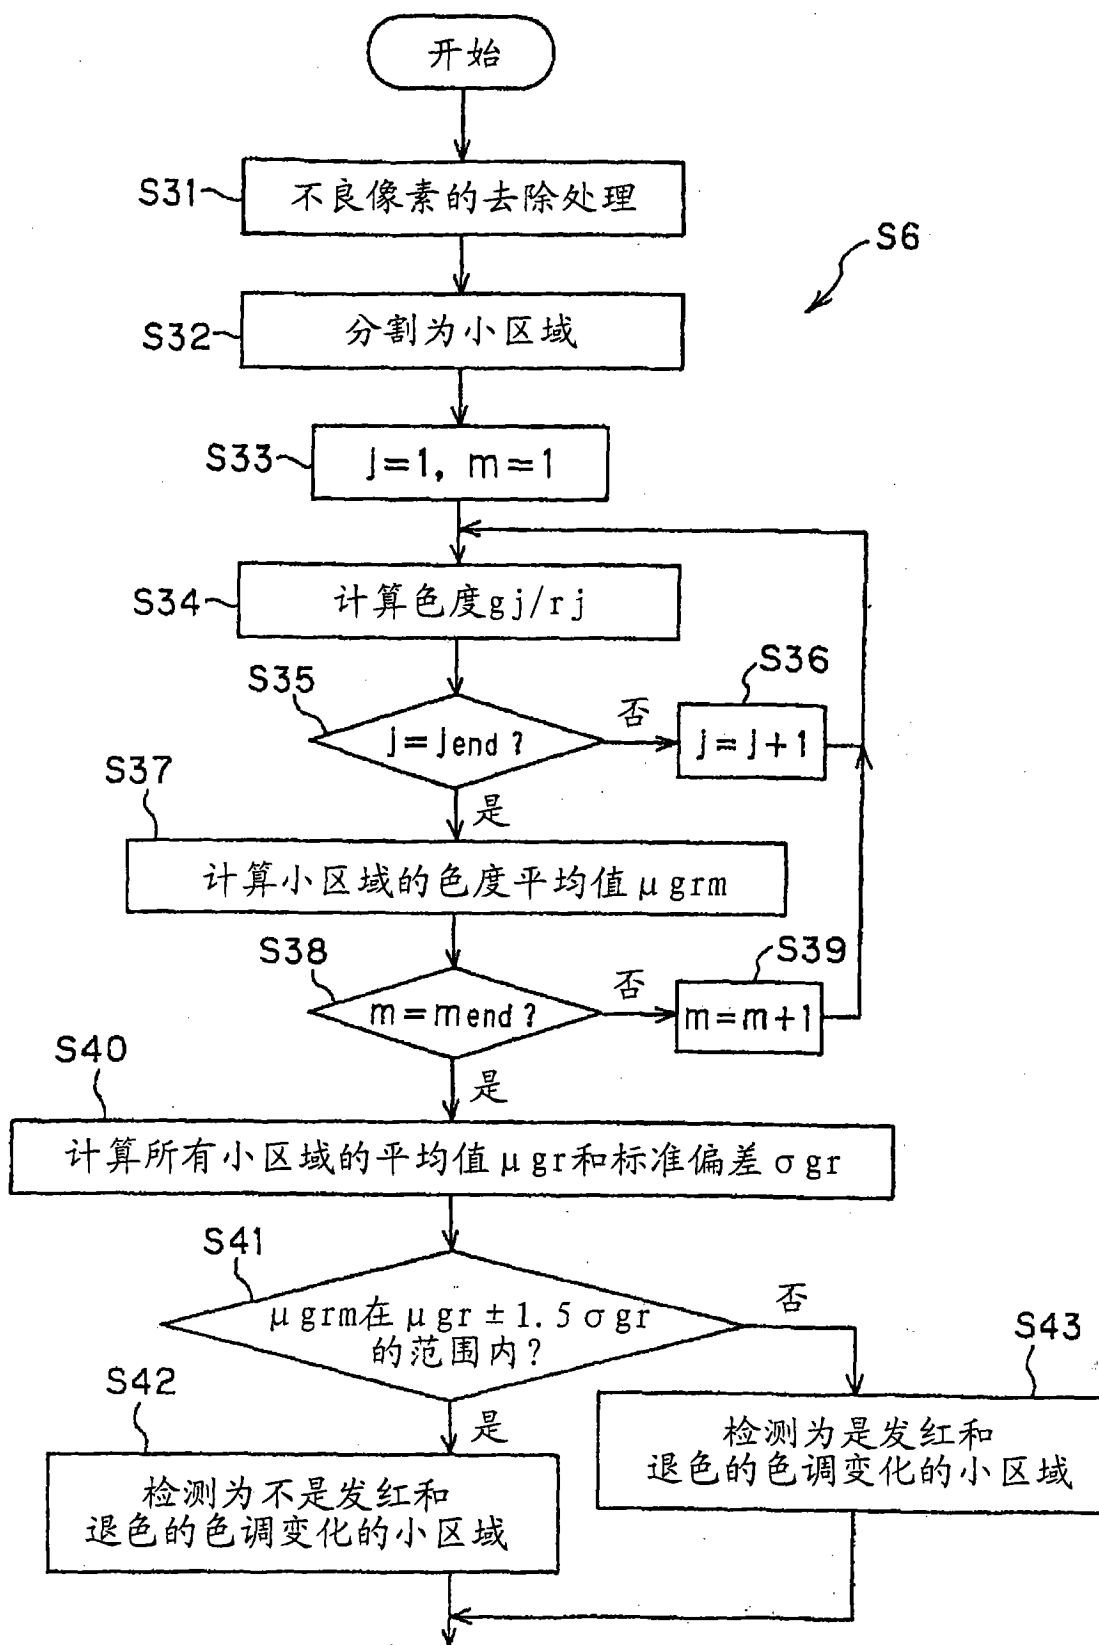 开始
S31
不良像素的去除处理
S6
S32
分割为小区域
S33
j=1, m=1
S34
计算色度gj/rj
S35
j=jend?
否
S36
j=j+1
是
S37
计算小区域的色度平均值μgrm
S38
m=mend?
否
S39
m=m+1
是
S40
计算所有小区域的平均值μgr和标准偏差σgr
S41
μgrm在μgr±1.5σgr
的范围内?
否
S43
检测为是发红和
退色的色调变化的小区域
是
S42
检测为不是发红和
退色的色调变化的小区域